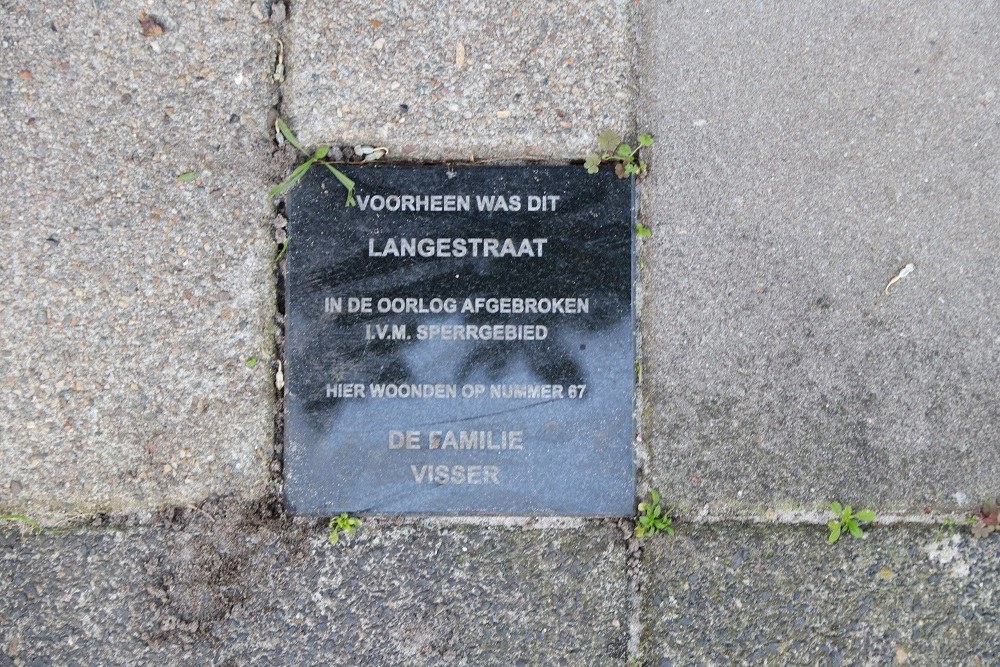 VOORHEEN WAS DIT
LANGESTRAAT
IN DE OORLOG AFGEBROKEN
I.V.M. SPERRGEBIED
HIER WOONDEN OP NUMMER 67
DE FAMILIE
VISSER